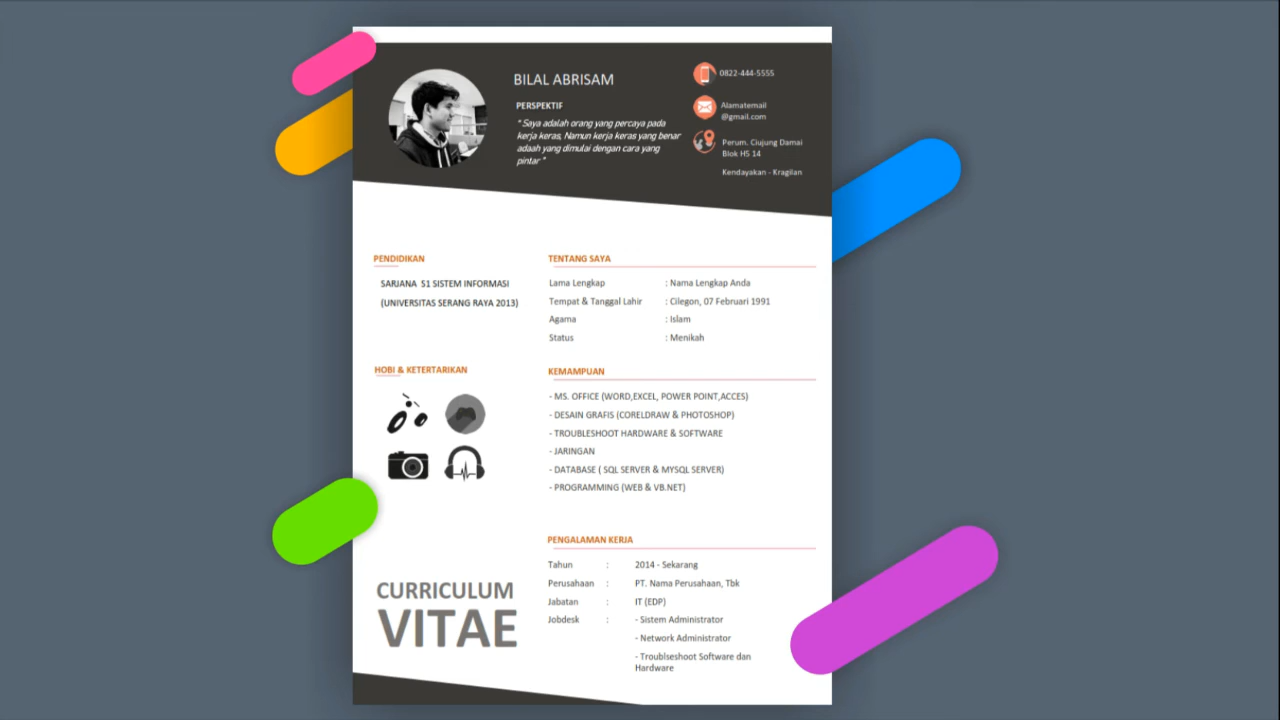 BILAL ABRISAM
PERSPEKTIF
" Saya adalah orang yang percaya pada
kerja keras, Namun kerja keras yang benar
adaah yang dimulai dengan cara yang
pintar "
0822-444-5555
Alamatemail
@gmail.com
Perum. Ciujung Damai
Blok H5 14
Kendayakan - Kragilan
PENDIDIKAN
SARJANA S1 SISTEM INFORMASI
(UNIVERSITAS SERANG RAYA 2013)
HOBI & KETERTARIKAN
CURRICULUM
VITAE
TENTANG SAYA
Lama Lengkap : Nama Lengkap Anda
Tempat & Tanggal Lahir : Cilegon, 07 Februari 1991
Agama : Islam
Status : Menikah
KEMAMPUAN
- MS. OFFICE (WORD,EXCEL, POWER POINT,ACCES)
- DESAIN GRAFIS (CORELDRAW & PHOTOSHOP)
- TROUBLESHOOT HARDWARE & SOFTWARE
- JARINGAN
- DATABASE ( SQL SERVER & MYSQL SERVER)
- PROGRAMMING (WEB & VB.NET)
PENGALAMAN KERJA
Tahun : 2014 - Sekarang
Perusahaan : PT. Nama Perusahaan, Tbk
Jabatan : IT (EDP)
Jobdesk : - Sistem Administrator
- Network Administrator
- Troublseshoot Software dan
Hardware